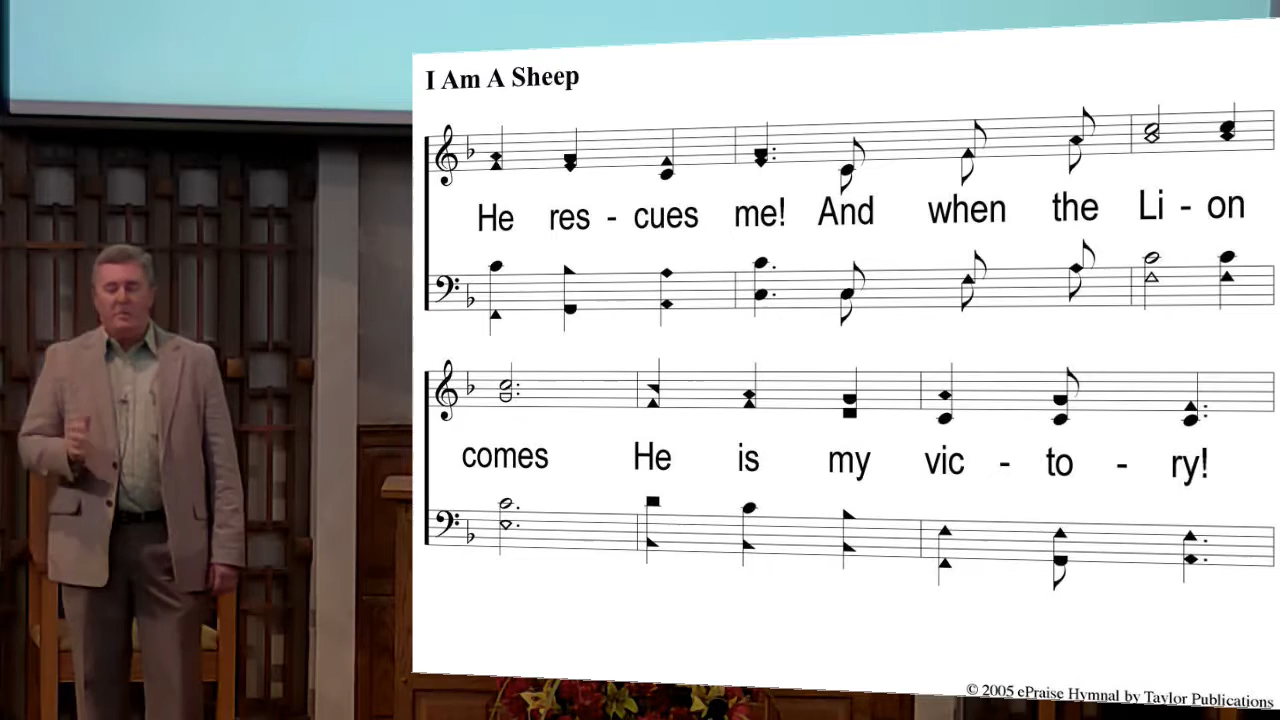 I Am A Sheep
He res - cues me! And when the Li - on
comes He is my vic - to - ry!
© 2005 ePraise Hymnal by Taylor Publications